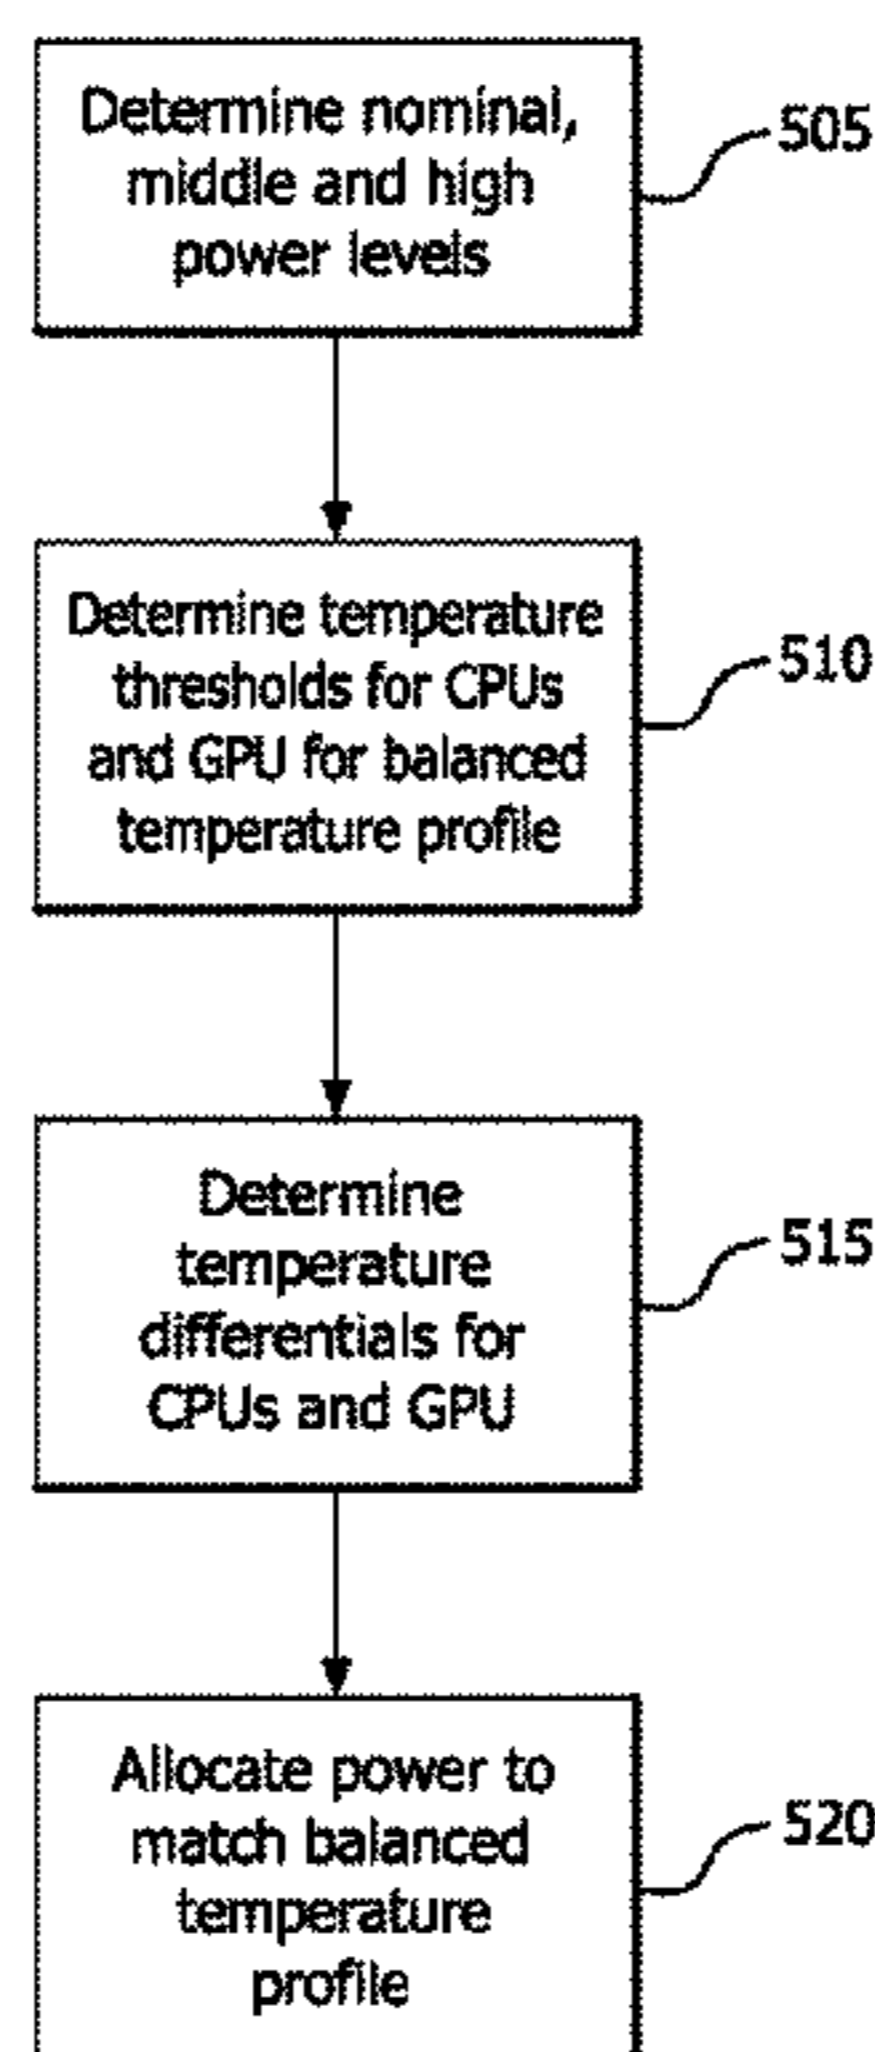 Determine nominal,
middle and high
power levels
505
Determine temperature
thresholds for CPUs
and GPU for balanced
temperature profile
510
Determine
temperature
differentials for
CPUs and GPU
515
Allocate power to
match balanced
temperature
profile
520